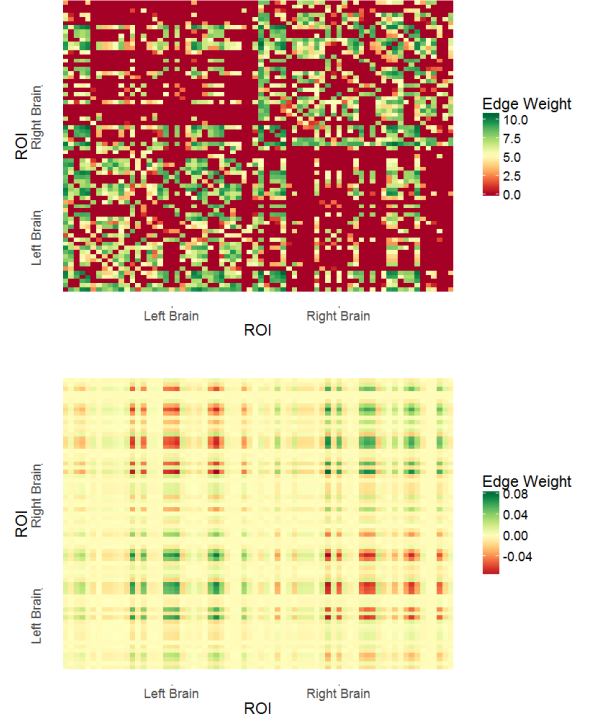 Edge Weight
10.0
7.5
5.0
2.5
0.0
ROI
Right Brain
Left Brain
Left Brain Right Brain
ROI
Edge Weight
0.08
0.04
0.00
-0.04
ROI
Right Brain
Left Brain
Left Brain Right Brain
ROI